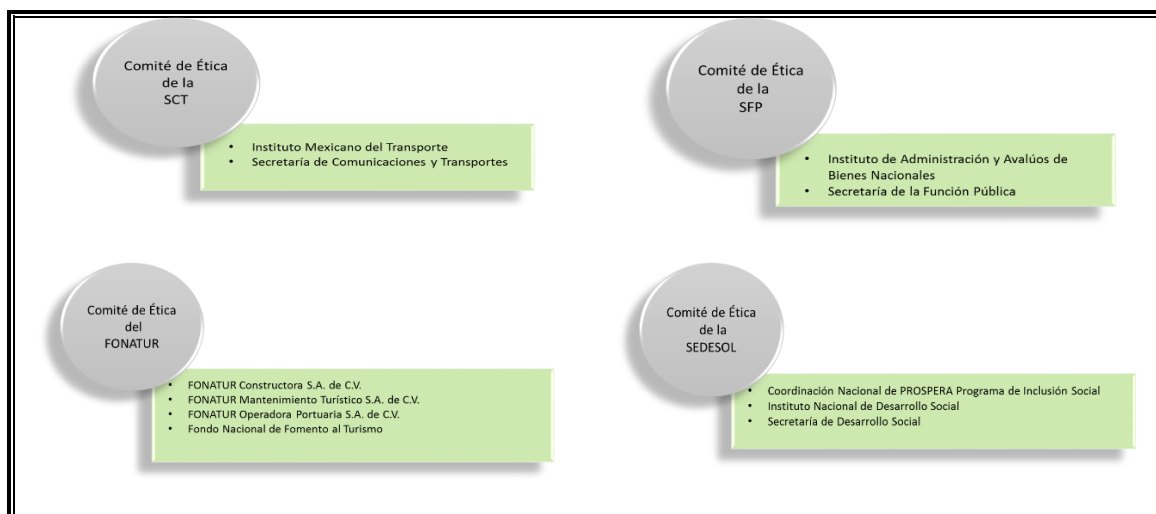 Comité de Ética
de la
SCT
• Instituto Mexicano del Transporte
• Secretaría de Comunicaciones y Transportes
Comité de Ética
de la
SFP
• Instituto de Administración y Avalúos de
Bienes Nacionales
• Secretaría de la Función Pública
Comité de Ética
del
FONATUR
• FONATUR Constructora S.A. de C.V.
• FONATUR Mantenimiento Turístico S.A. de C.V.
• FONATUR Operadora Portuaria S.A. de C.V.
• Fondo Nacional de Fomento al Turismo
Comité de Ética
de la
SEDESOL
• Coordinación Nacional de PROSPERA Programa de Inclusión Social
• Instituto Nacional de Desarrollo Social
• Secretaría de Desarrollo Social